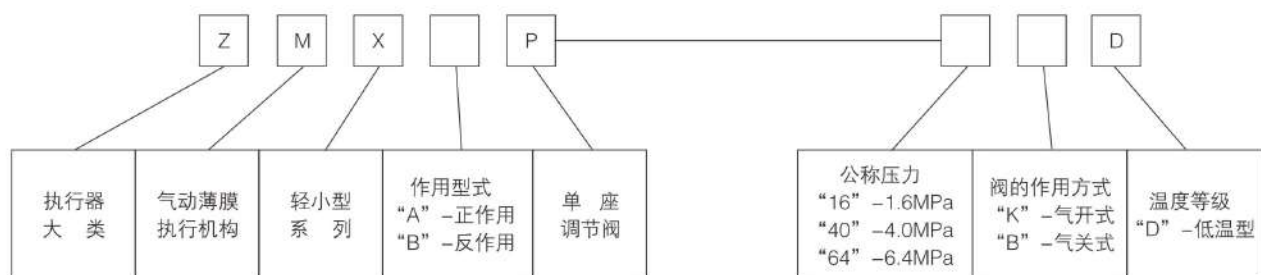 Z M X P D
执行器
大 类
气动薄膜
执行机构
轻小型
系 列
作用型式
“A”-正作用
“B”-反作用
单 座
调节阀
公称压力
“16”-1.6MPa
“40”-4.0MPa
“64”-6.4MPa
阀的作用方式
“K”-气开式
“B”-气关式
温度等级
“D”-低温型